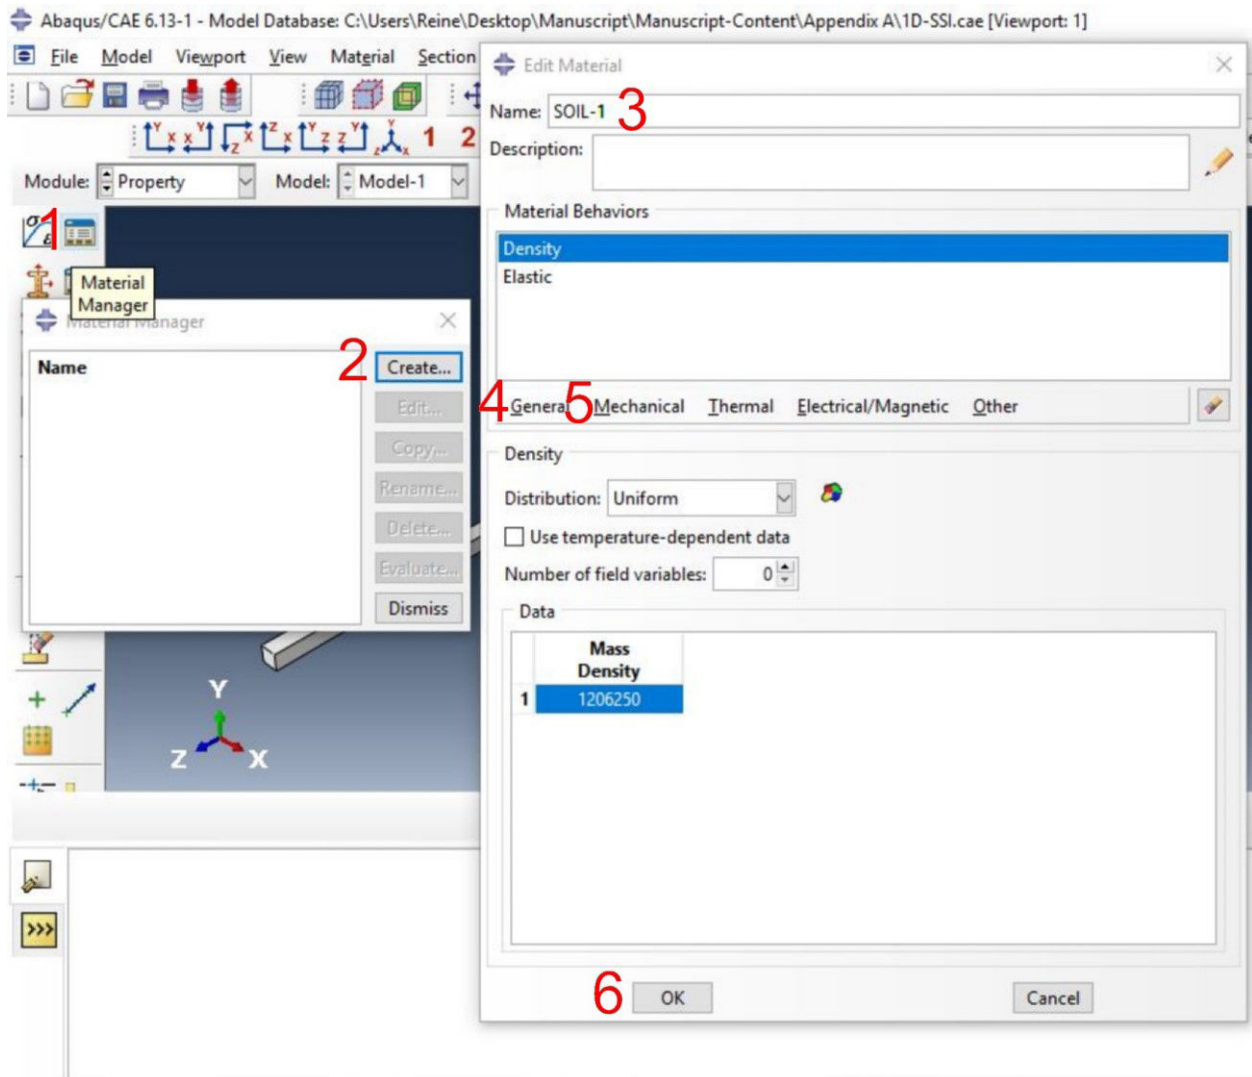 Abaqus/CAE 6.13-1 - Model Database: C:\Users\Reine\Desktop\Manuscript\Manuscript-Content\Appendix A\1D-SSI.cae [Viewport: 1]
File Model Viewport View Material Section
1 2
Module: Property Model: Model-1
1
Material
Manager
Material Manager
Name
2 Create...
Edit...
Copy...
Rename...
Delete...
Evaluate...
Dismiss
Y
Z X
>>>
Edit Material
Name: SOIL-1 3
Description:
Material Behaviors
Density
Elastic
4 General 5 Mechanical Thermal Electrical/Magnetic Other
Density
Distribution: Uniform
Use temperature-dependent data
Number of field variables: 0
Data
Mass
Density
1 1206250
6 OK Cancel